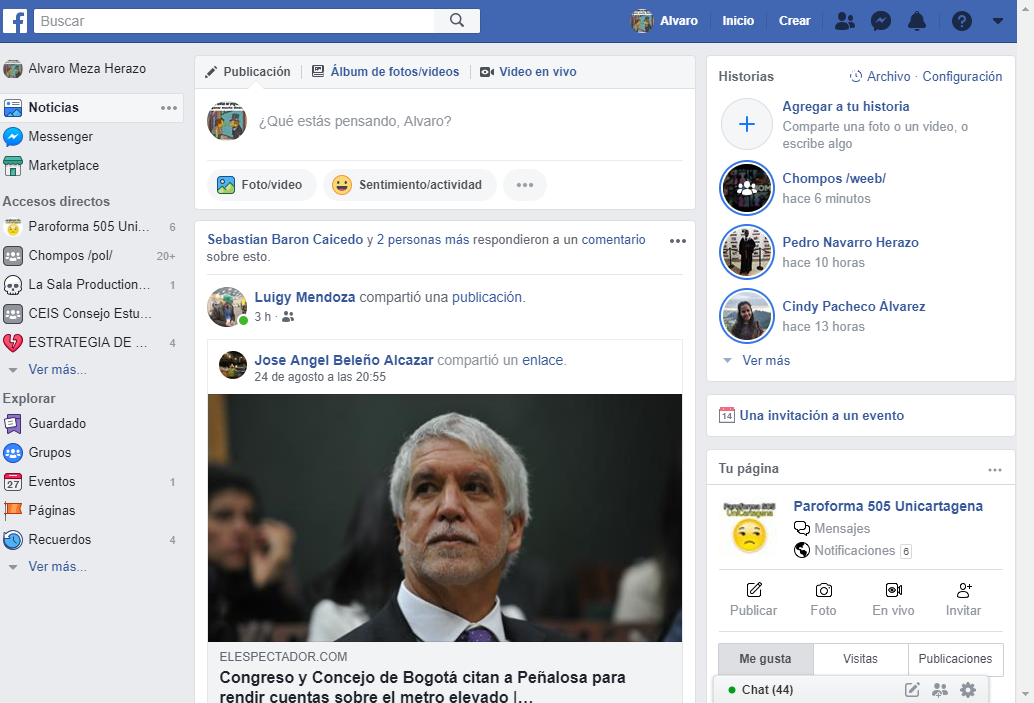 Buscar
Alvaro
Inicio
Crear
Alvaro Meza Herazo
Noticias
Messenger
Marketplace
Accesos directos
Paroforma 505 Uni... 6
Chompos /pol/ 20+
La Sala Production... 1
CEIS Consejo Estu...
ESTRATEGIA DE ... 4
Ver más...
Explorar
Guardado
Grupos
27
Eventos 1
Páginas
Recuerdos 4
Ver más...
Publicación
Álbum de fotos/videos
Video en vivo
¿Qué estás pensando, Alvaro?
Foto/video
Sentimiento/actividad
Sebastian Baron Caicedo y 2 personas más respondieron a un comentario
sobre esto.
Luigy Mendoza compartió una publicación.
3 h ·
Jose Angel Beleño Alcazar compartió un enlace.
24 de agosto a las 20:55
ELESPECTADOR.COM
Congreso y Concejo de Bogotá citan a Peñalosa para
rendir cuentas sobre el metro elevado |...
Historias
Archivo · Configuración
Agregar a tu historia
Comparte una foto o un video, o
escribe algo
Chompos /weeb/
hace 6 minutos
Pedro Navarro Herazo
hace 10 horas
Cindy Pacheco Álvarez
hace 13 horas
Ver más
14
Una invitación a un evento
Tu página
Paroforma 505
UniCartagena
Paroforma 505 Unicartagena
Mensajes
Notificaciones 6
Publicar
Foto
En vivo
Invitar
Me gusta
Visitas
Publicaciones
Chat (44)